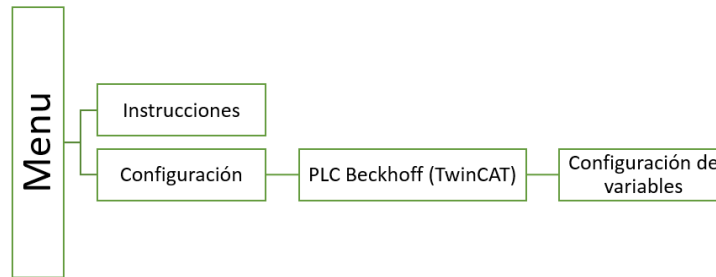 Menu
Instrucciones
Configuración
PLC Beckhoff (TwinCAT)
Configuración de
variables